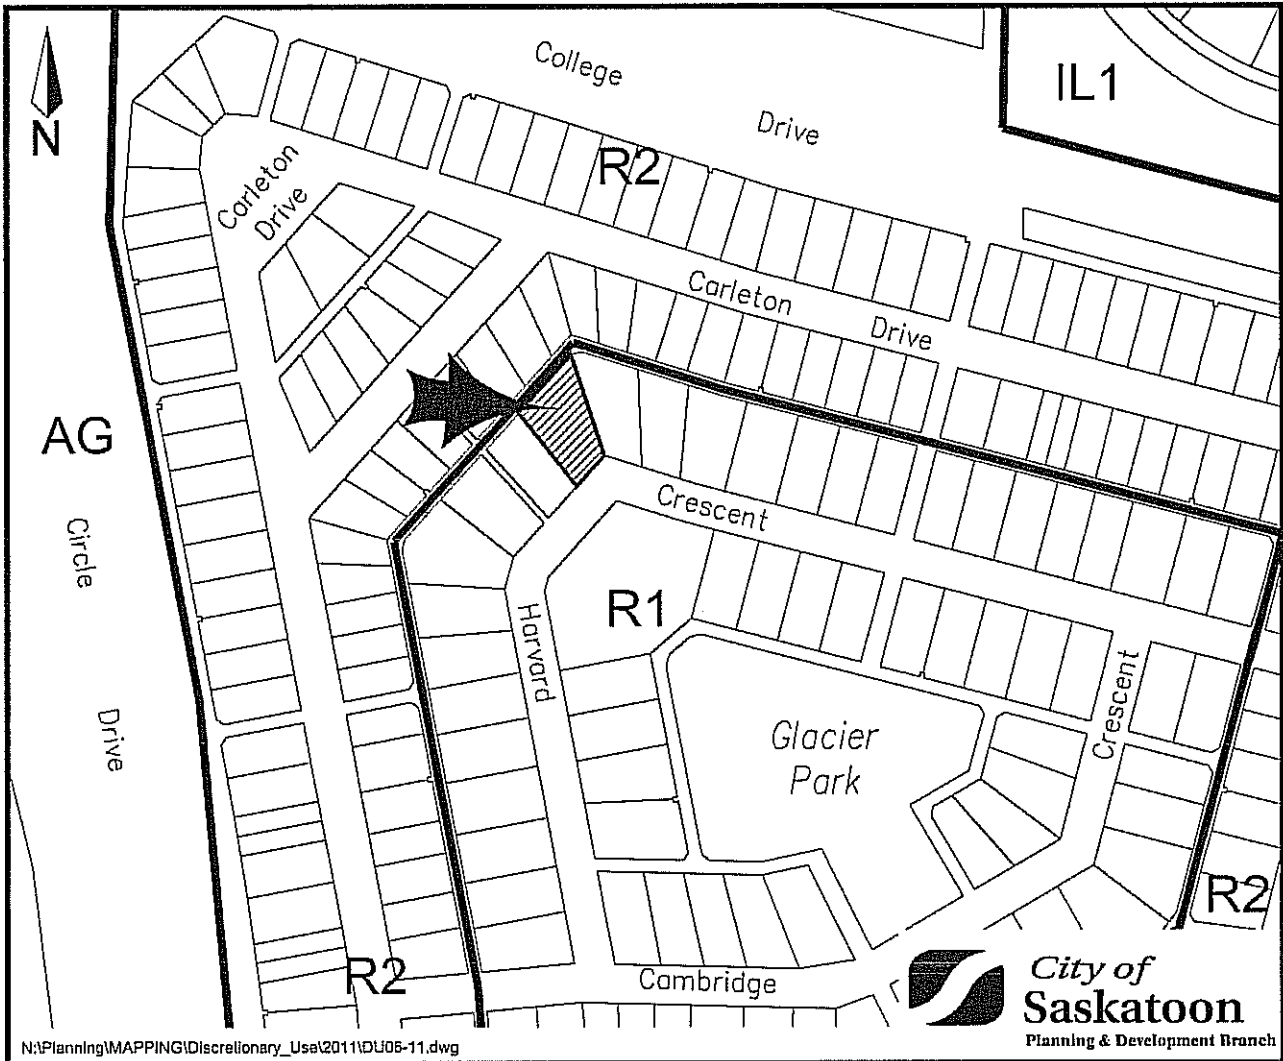 College
Drive
IL1
N
R2
Carleton
Drive
Carleton
Drive
AG
Circle
Drive
Crescent
R1
Harvard
Crescent
Glacier
Park
R2
R2
Cambridge
City of
Saskatoon
Planning & Development Branch
N:\Planning\MAPPING\Discretionary_Use\2011\DU06-11.dwg